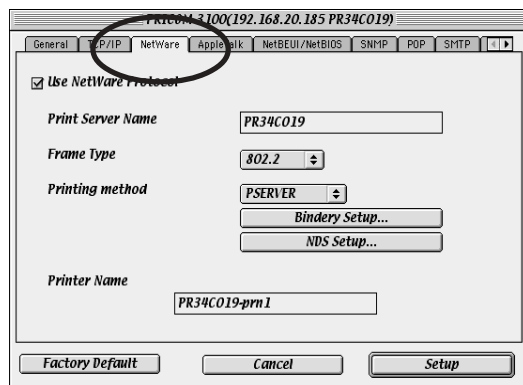 PRICOM 3100(192.168.20.185 PR34C019)
General TCP/IP NetWare AppleTalk NetBEUI/NetBIOS SNMP POP SMTP
Use NetWare Protocol
Print Server Name PR34C019
Frame Type 802.2
Printing method PSERVER
Bindery Setup...
NDS Setup...
Printer Name
PR34C019-prn1
Factory Default Cancel Setup